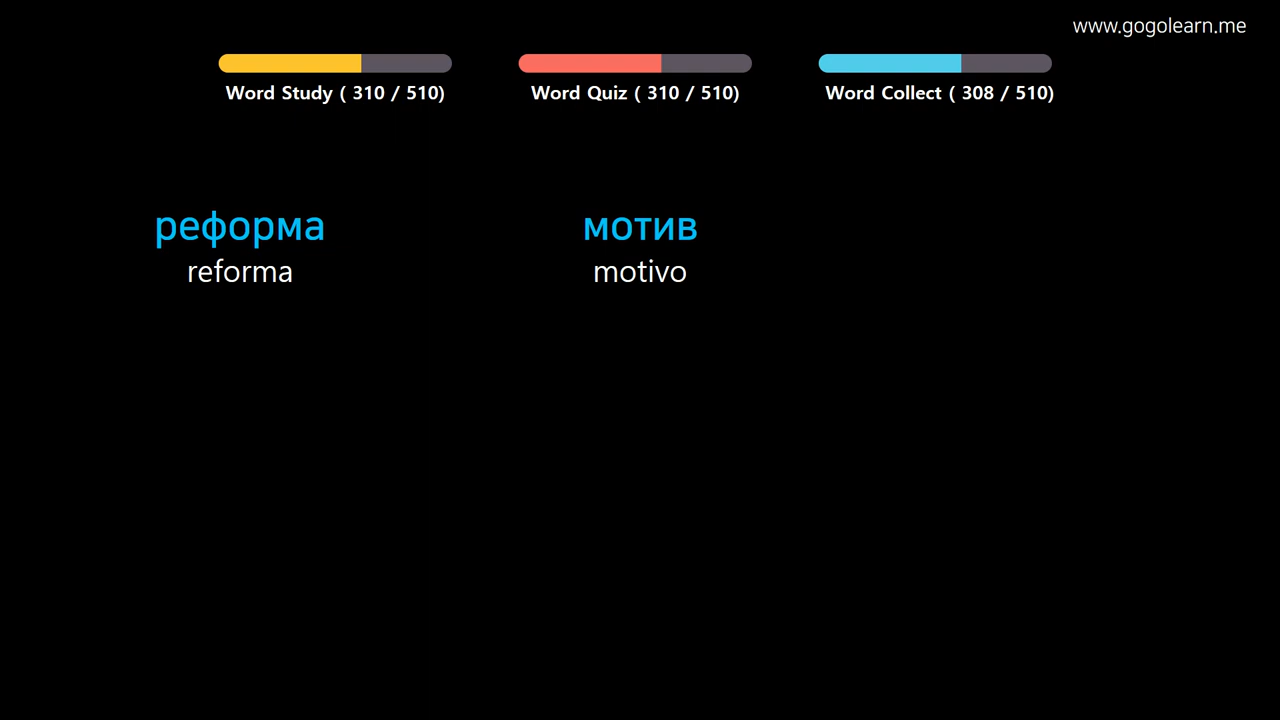 www.gogolearn.me
Word Study ( 310 / 510)
Word Quiz ( 310 / 510)
Word Collect ( 308 / 510)
реформа
reforma
мотив
motivo